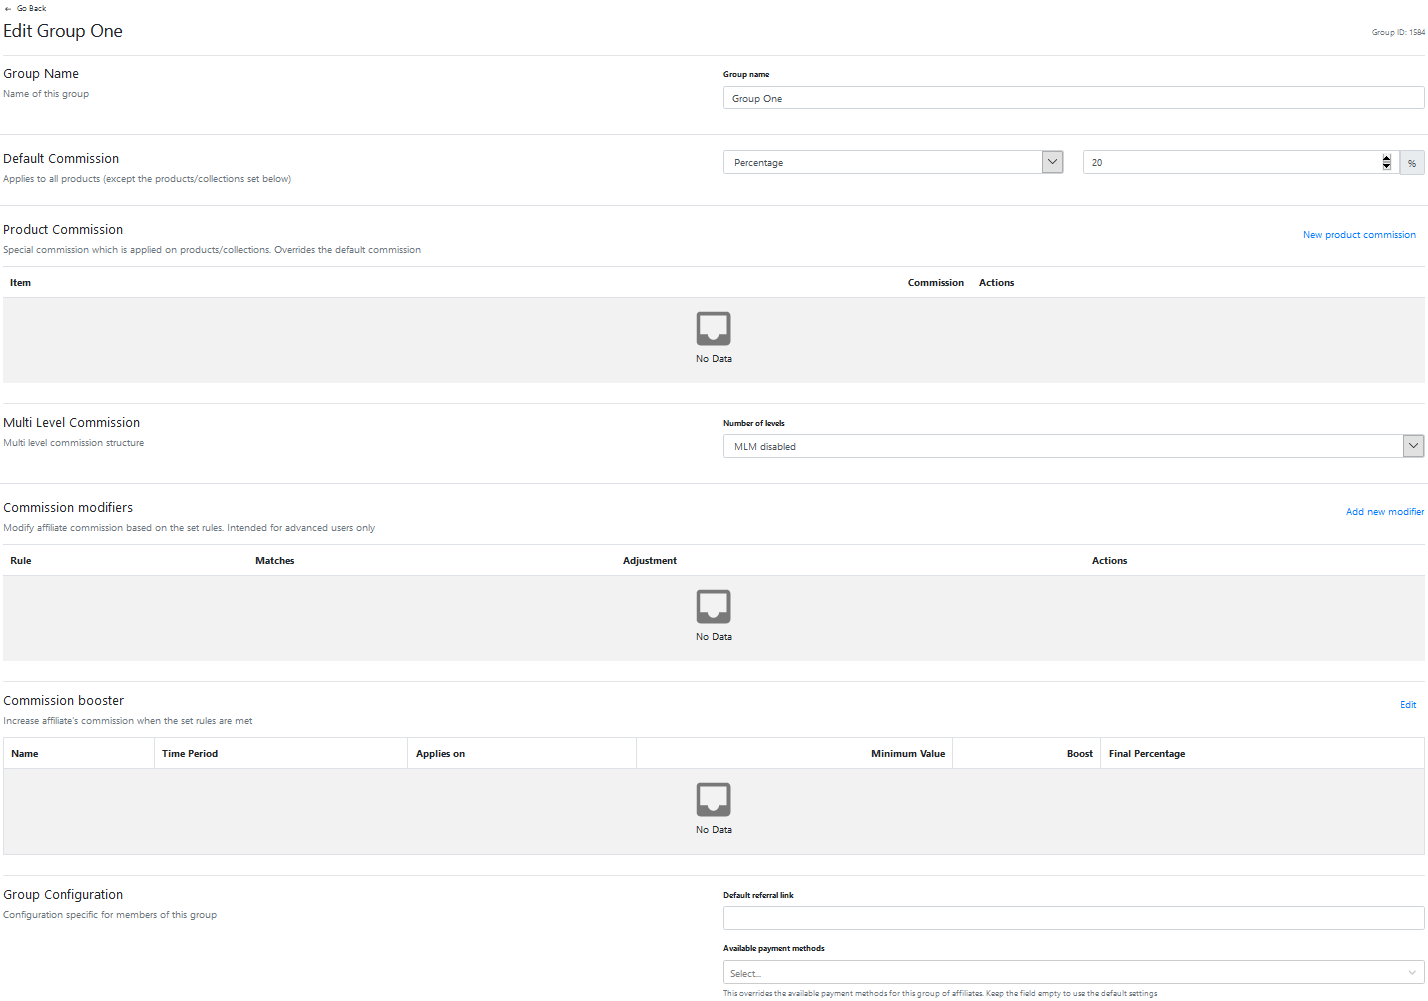 ← Go Back
Edit Group One
Group ID: 1584
Group Name
Name of this group
Group name
Group One
Default Commission
Applies to all products (except the products/collections set below)
Percentage
20
%
Product Commission
Special commission which is applied on products/collections. Overrides the default commission
New product commission
Item Commission Actions
No Data
Multi Level Commission
Multi level commission structure
Number of levels
MLM disabled
Commission modifiers
Modify affiliate commission based on the set rules. Intended for advanced users only
Add new modifier
Rule Matches Adjustment Actions
No Data
Commission booster
Increase affiliate's commission when the set rules are met
Edit
Name Time Period Applies on Minimum Value Boost Final Percentage
No Data
Group Configuration
Configuration specific for members of this group
Default referral link
Available payment methods
Select...
This overrides the available payment methods for this group of affiliates. Keep the field empty to use the default settings